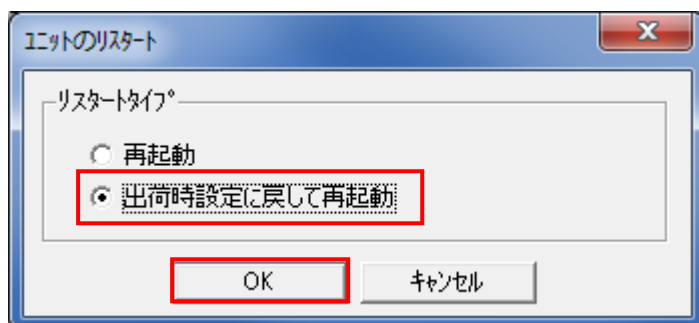 ﾕﾆｯﾄのﾘｽﾀｰﾄ
ﾘｽﾀｰﾄﾀｲﾌﾟ
再起動
出荷時設定に戻して再起動
OK
ｷｬﾝｾﾙ